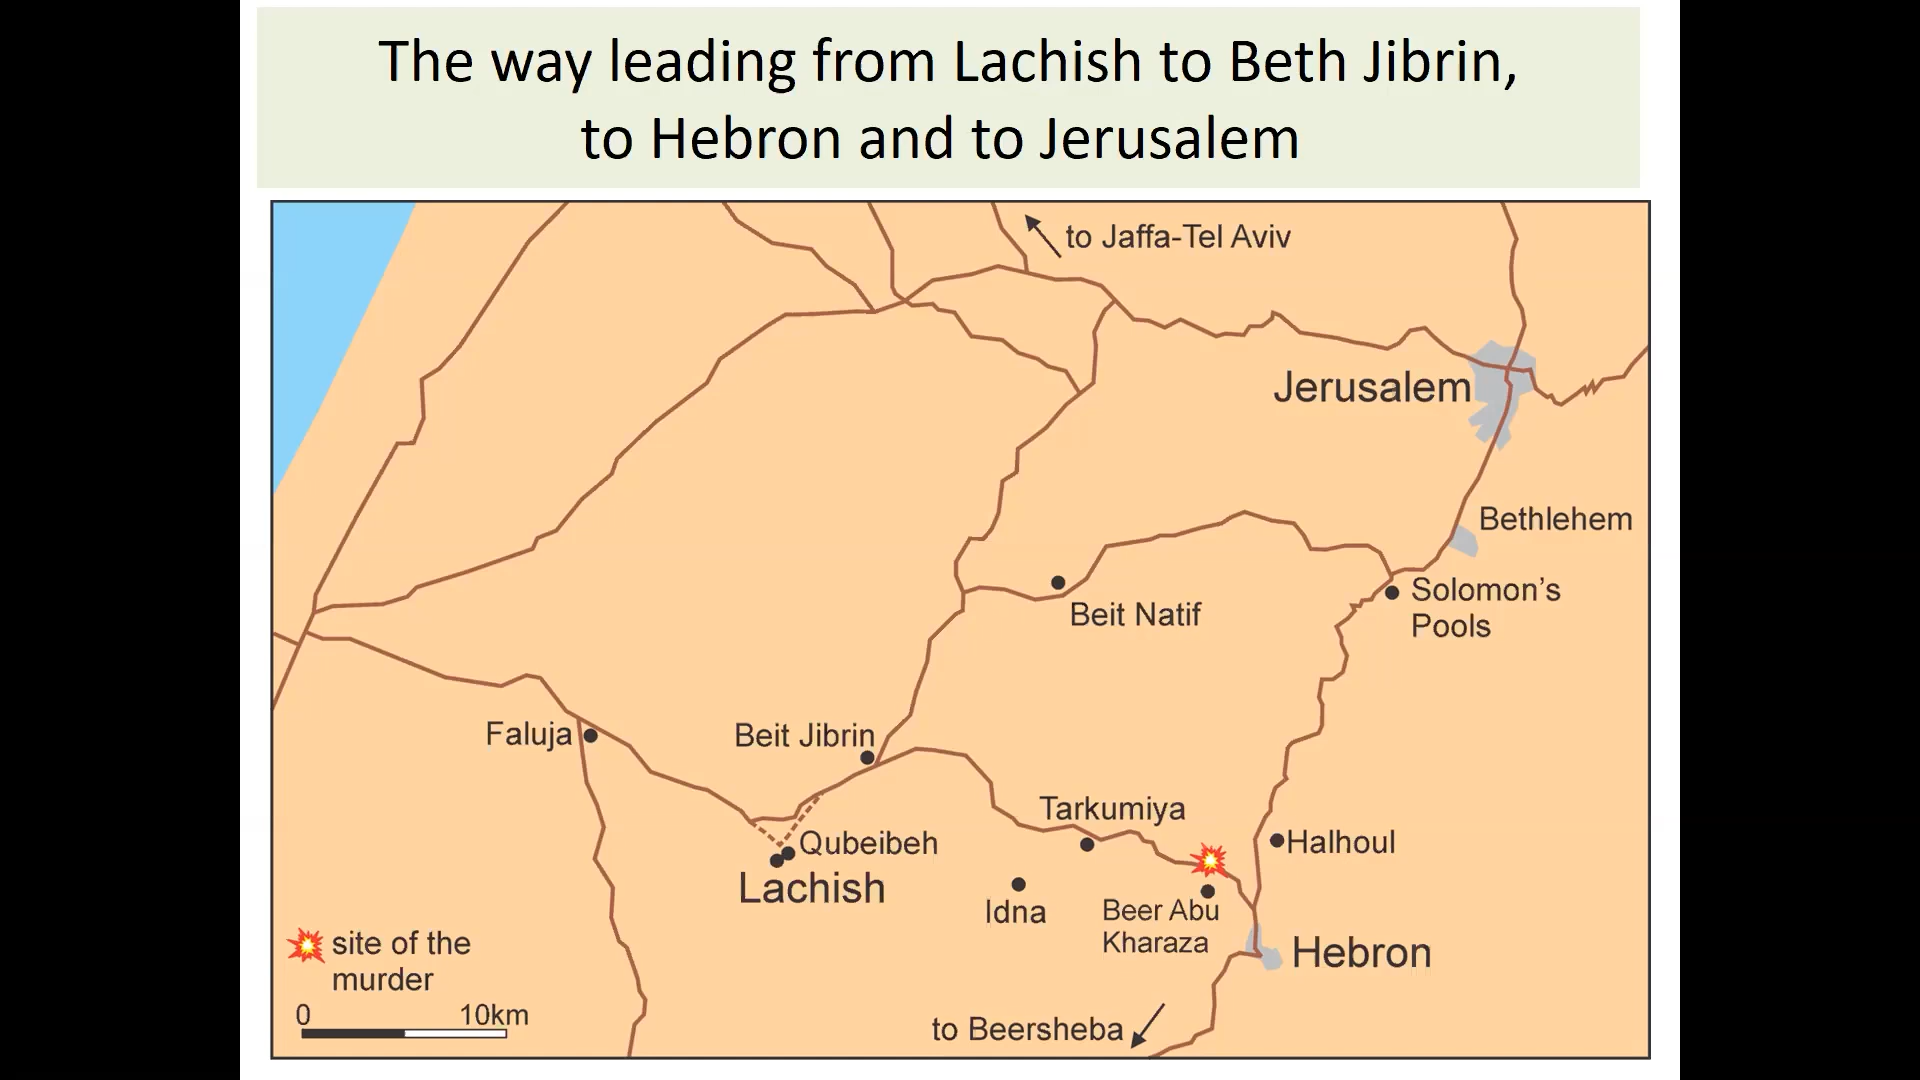 The way leading from Lachish to Beth Jibrin,
to Hebron and to Jerusalem
to Jaffa-Tel Aviv
Jerusalem
Bethlehem
Solomon's
Pools
Beit Natif
Faluja
Beit Jibrin
Tarkumiya
Qubeibeh
Halhoul
Lachish
Idna
Beer Abu
Kharaza
Hebron
site of the
murder
0 10km
to Beersheba